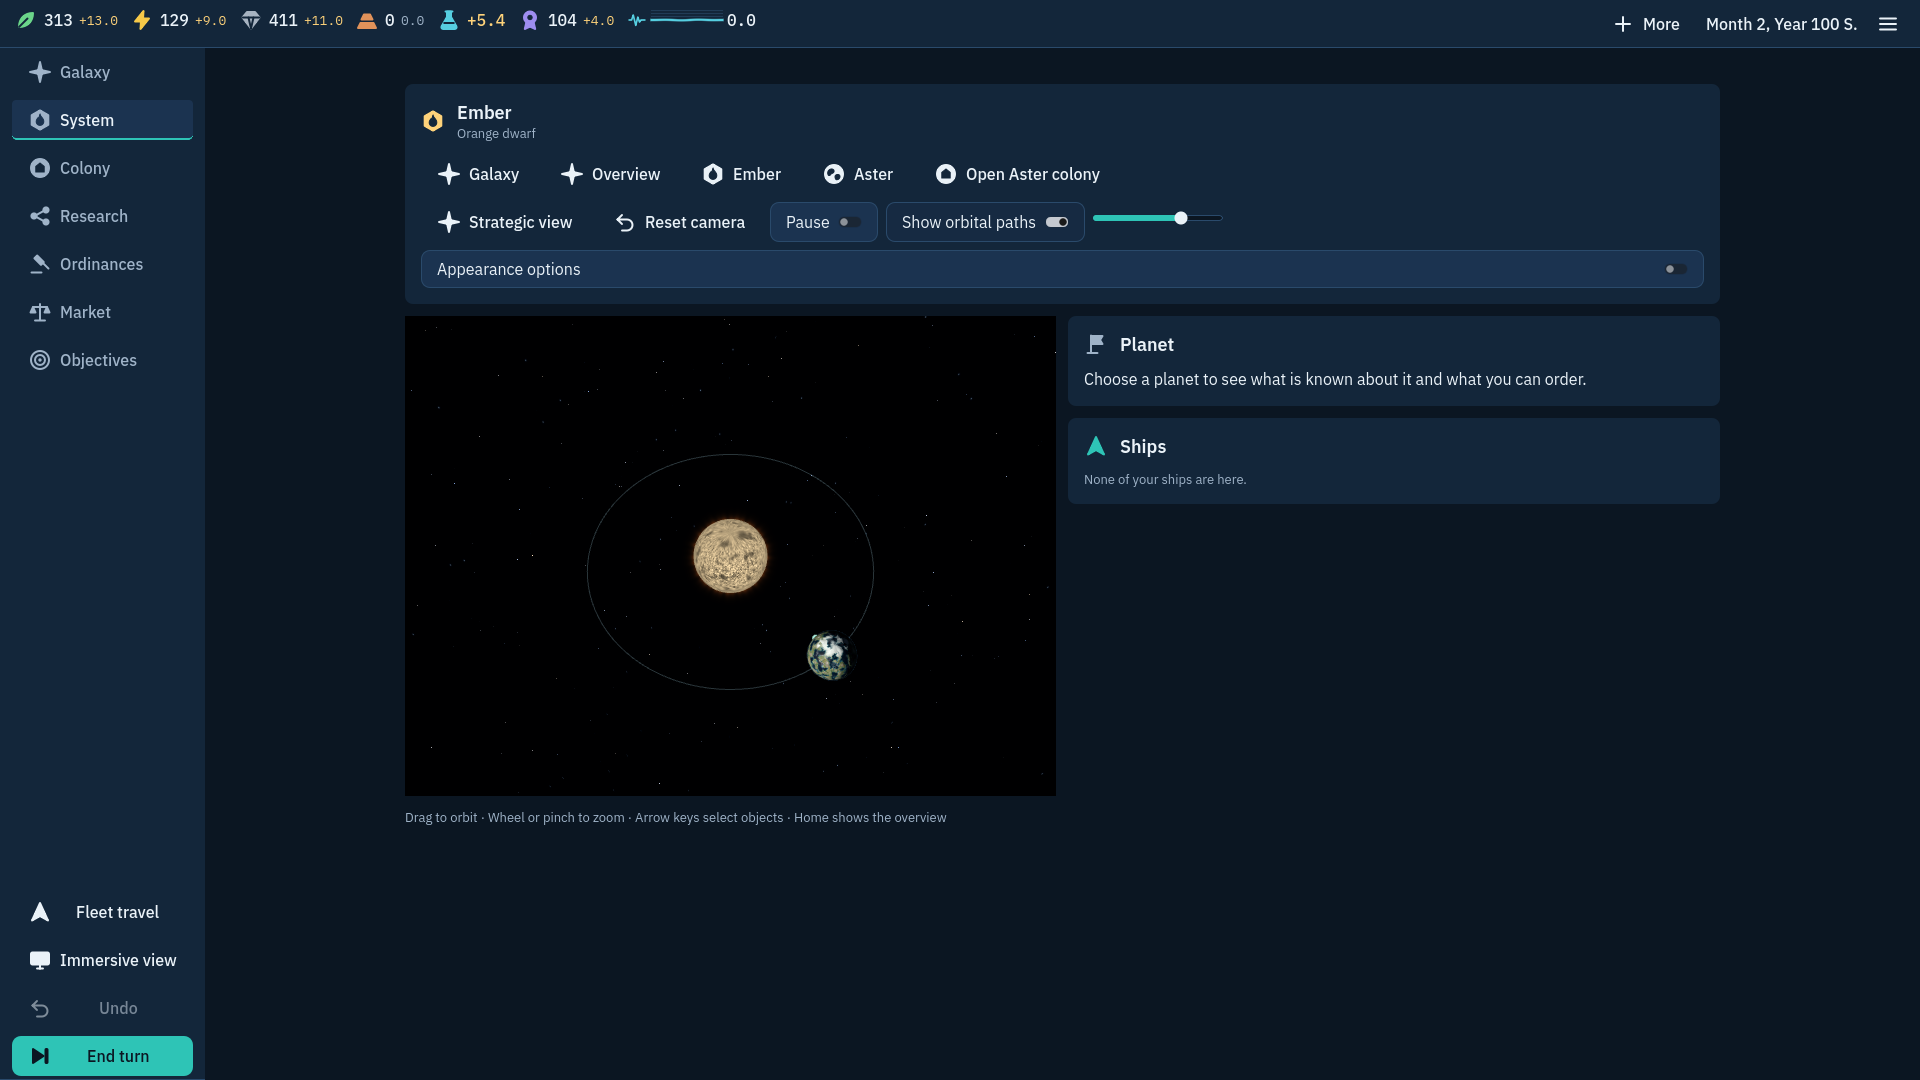 313 +13.0 129 +9.0 411 +11.0 0 0.0 +5.4 104 +4.0 0.0 More Month 2, Year 100 S.
Galaxy
System
Colony
Research
Ordinances
Market
Objectives
Fleet travel
Immersive view
Undo
End turn
Ember
Orange dwarf
Galaxy Overview Ember Aster Open Aster colony
Strategic view Reset camera Pause Show orbital paths
Appearance options
Drag to orbit · Wheel or pinch to zoom · Arrow keys select objects · Home shows the overview
Planet
Choose a planet to see what is known about it and what you can order.
Ships
None of your ships are here.